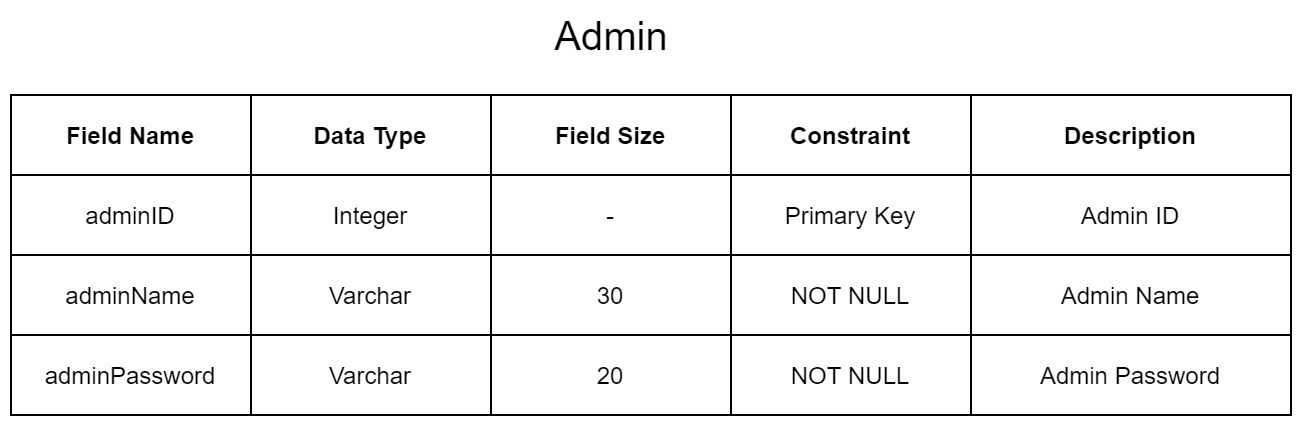 Admin
Field Name Data Type Field Size Constraint Description
adminID Integer - Primary Key Admin ID
adminName Varchar 30 NOT NULL Admin Name
adminPassword Varchar 20 NOT NULL Admin Password